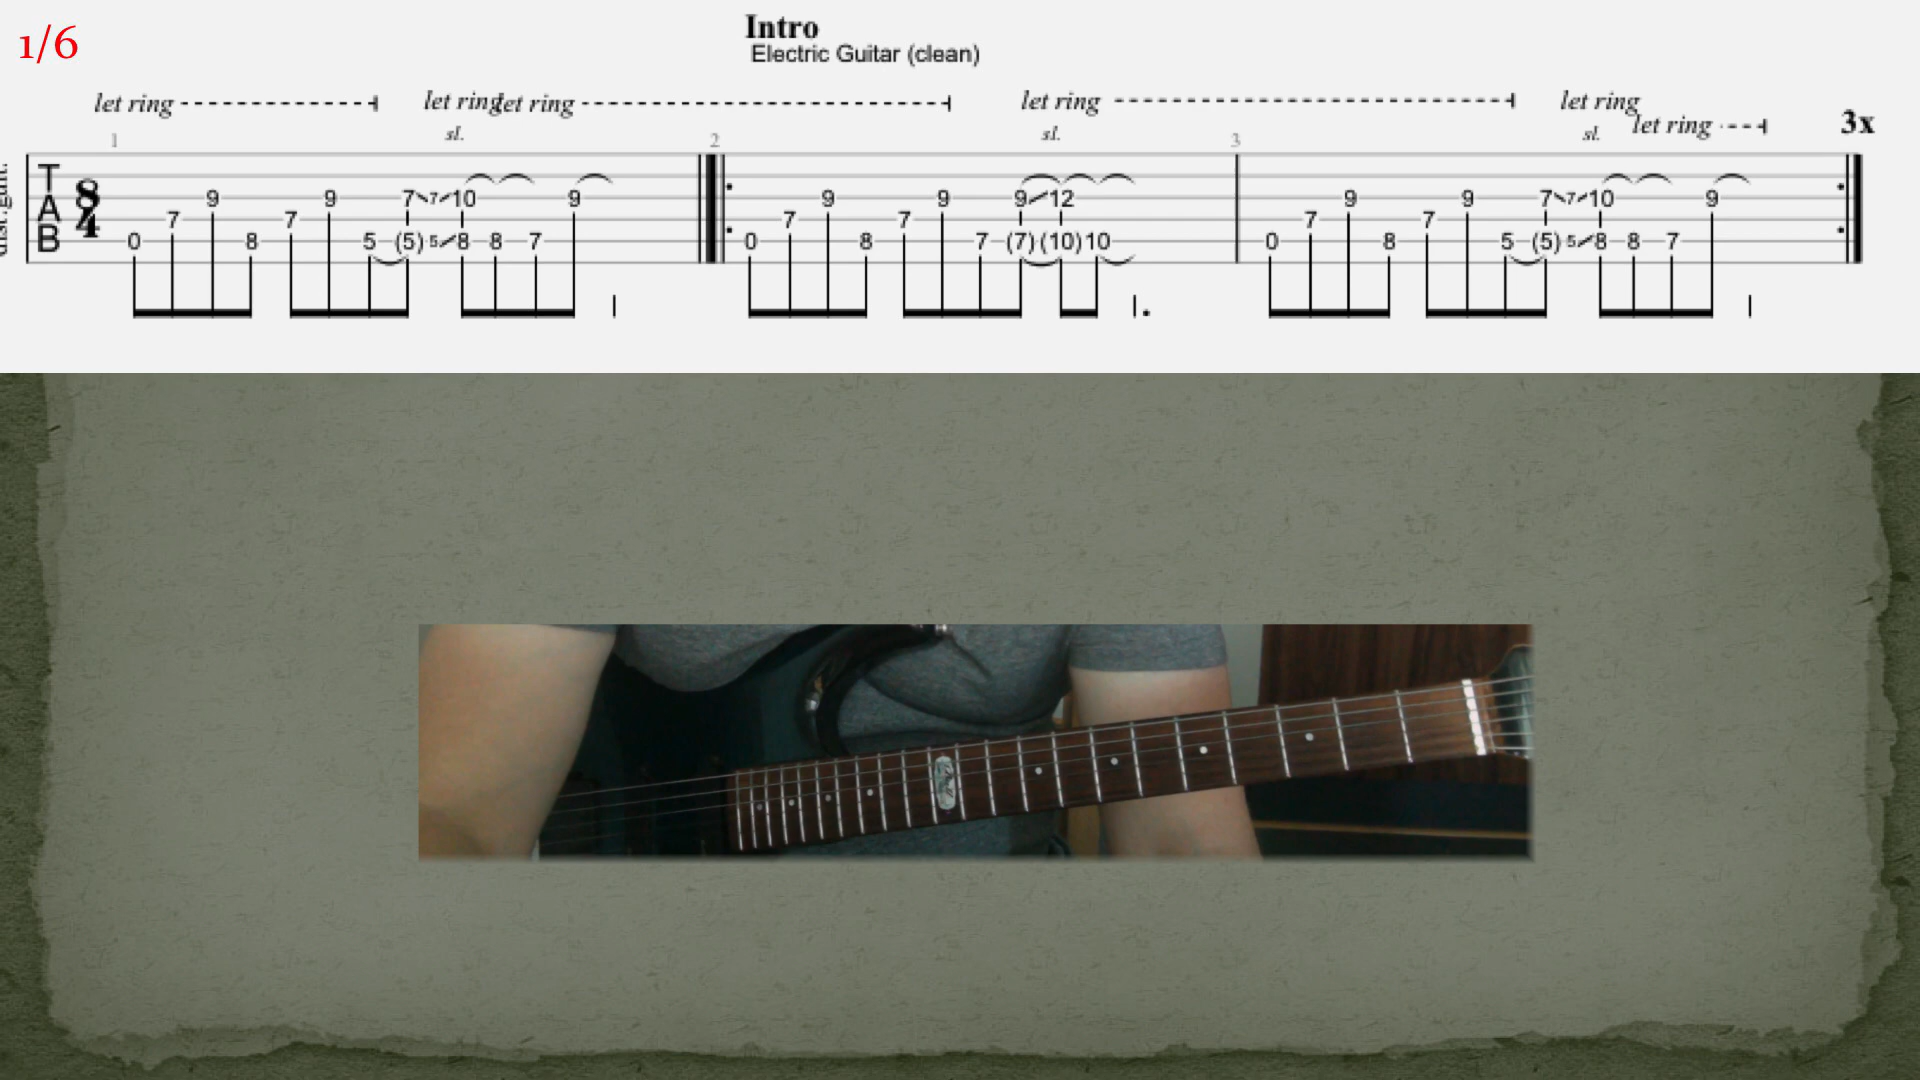 1/6
Intro
Electric Guitar (clean)
let ring let ring let ring let ring let ring let ring
sl. sl. sl. 3x
1 2 3
T
9 9 7 7 10 9 9 9 9 12 9 9 7 7 10 9
A 8 7 7 7 7 7 7
4
B 0 8 5 (5) 5 8 8 7 0 8 7 (7) (10) 10 0 8 5 (5) 5 8 8 7